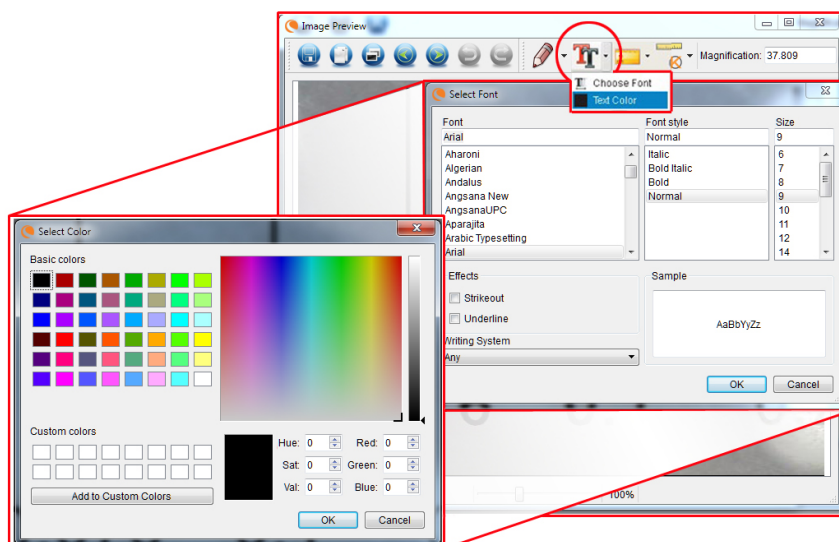 Image Preview
Magnification: 37.809
Choose Font
Text Color
Select Font
Font
Font style
Size
Arial
Normal
9
Aharoni
Algerian
Andalus
Angsana New
AngsanaUPC
Aparajita
Arabic Typesetting
Arial
Italic
Bold Italic
Bold
Normal
6
7
8
9
10
11
12
14
Effects
Strikeout
Underline
Writing System
Any
Sample
AaBbYyZz
OK
Cancel
Select Color
Basic colors
Custom colors
Add to Custom Colors
Hue: 0
Red: 0
Sat: 0
Green: 0
Val: 0
Blue: 0
OK
Cancel
100%